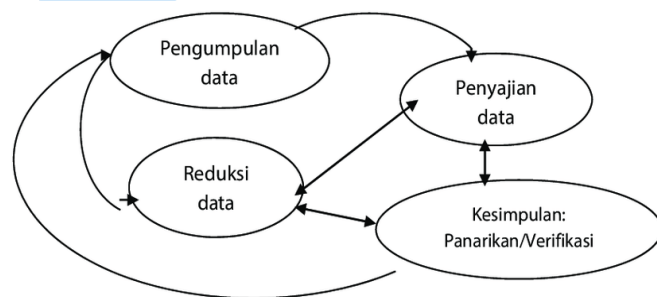 Pengumpulan
data
Penyajian
data
Reduksi
data
Kesimpulan:
Panarikan/Verifikasi